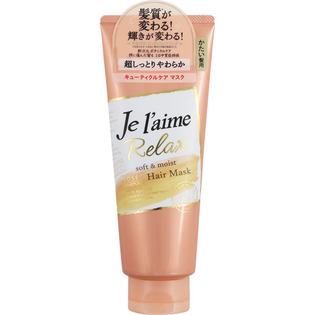 髪質が
変わる!
輝きが変わる!
超しっとりやわらか
キューティクルケア マスク
かたい髪用
Je l'aime
Relax
soft & moist
Hair Mask